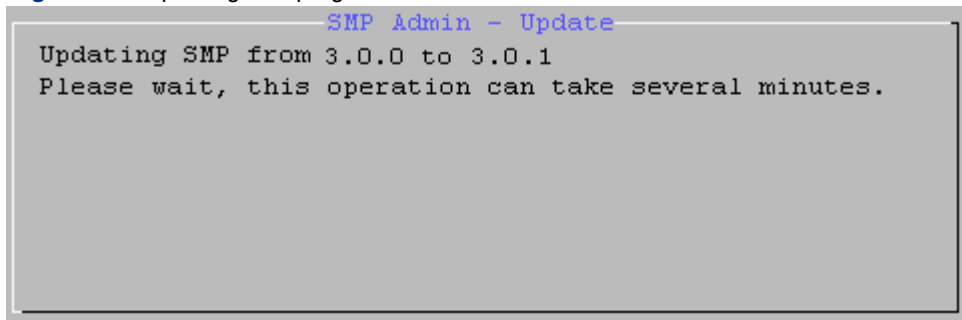 SMP Admin - Update
Updating SMP from 3.0.0 to 3.0.1
Please wait, this operation can take several minutes.